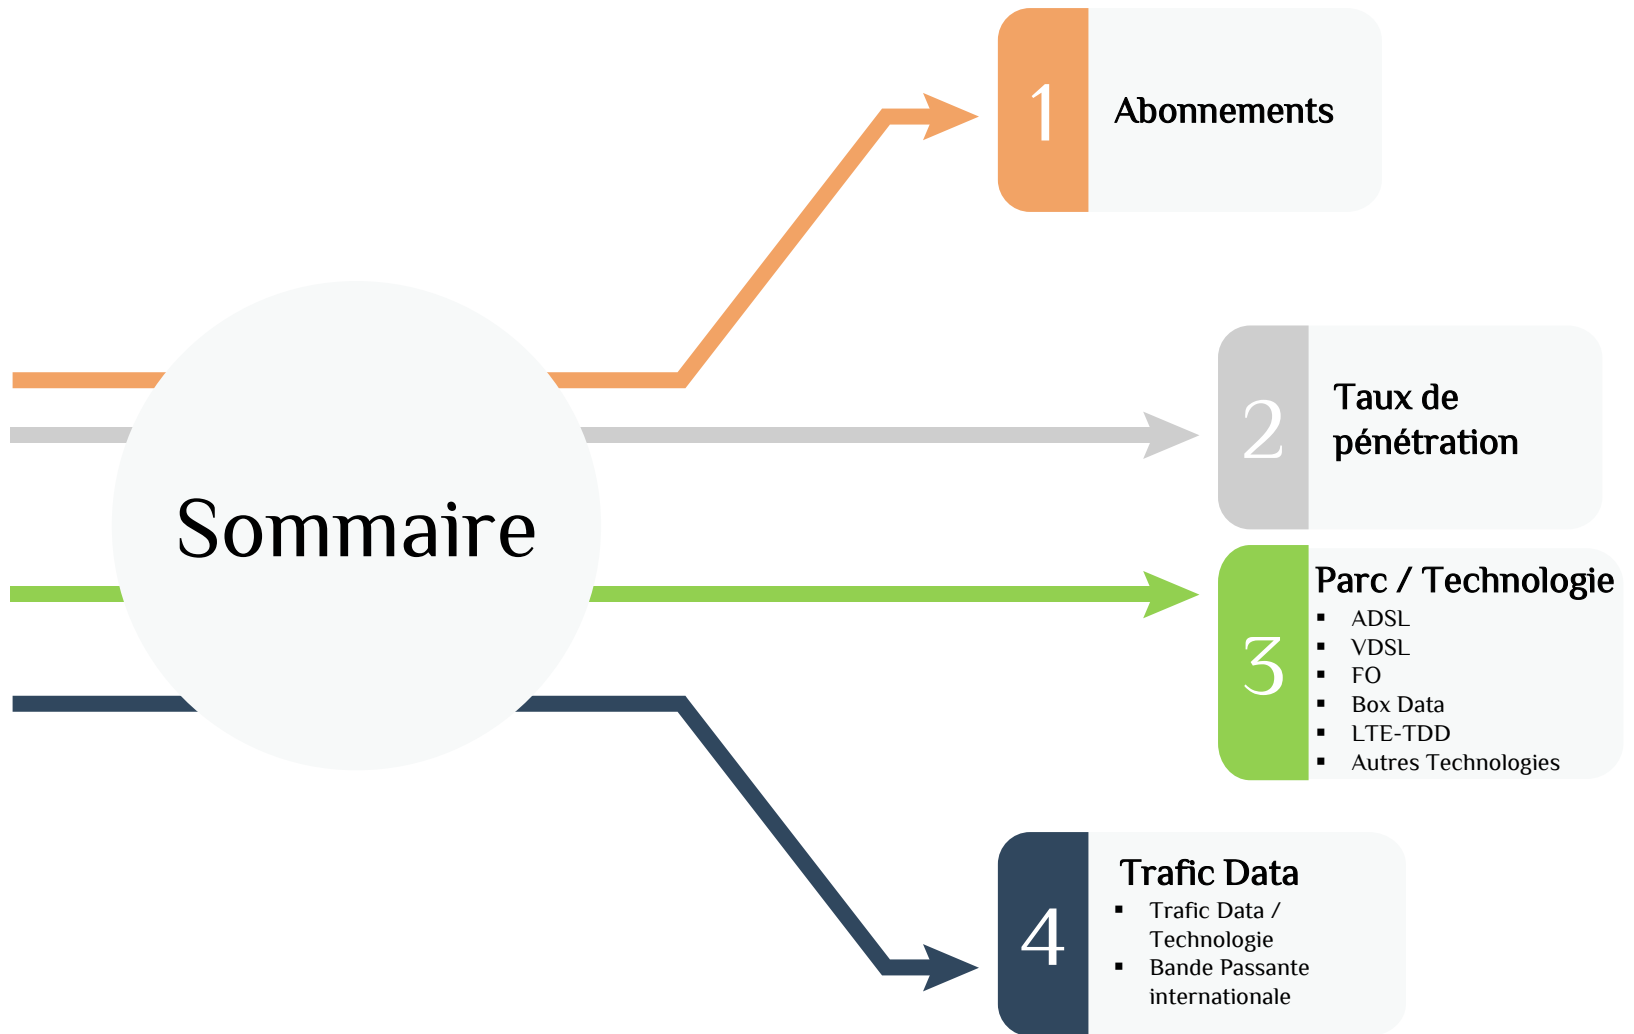 Sommaire
1
Abonnements
2
Taux de
pénétration
3
Parc / Technologie
▪ ADSL
▪ VDSL
▪ FO
▪ Box Data
▪ LTE-TDD
▪ Autres Technologies
4
Trafic Data
▪ Trafic Data /
Technologie
▪ Bande Passante
internationale